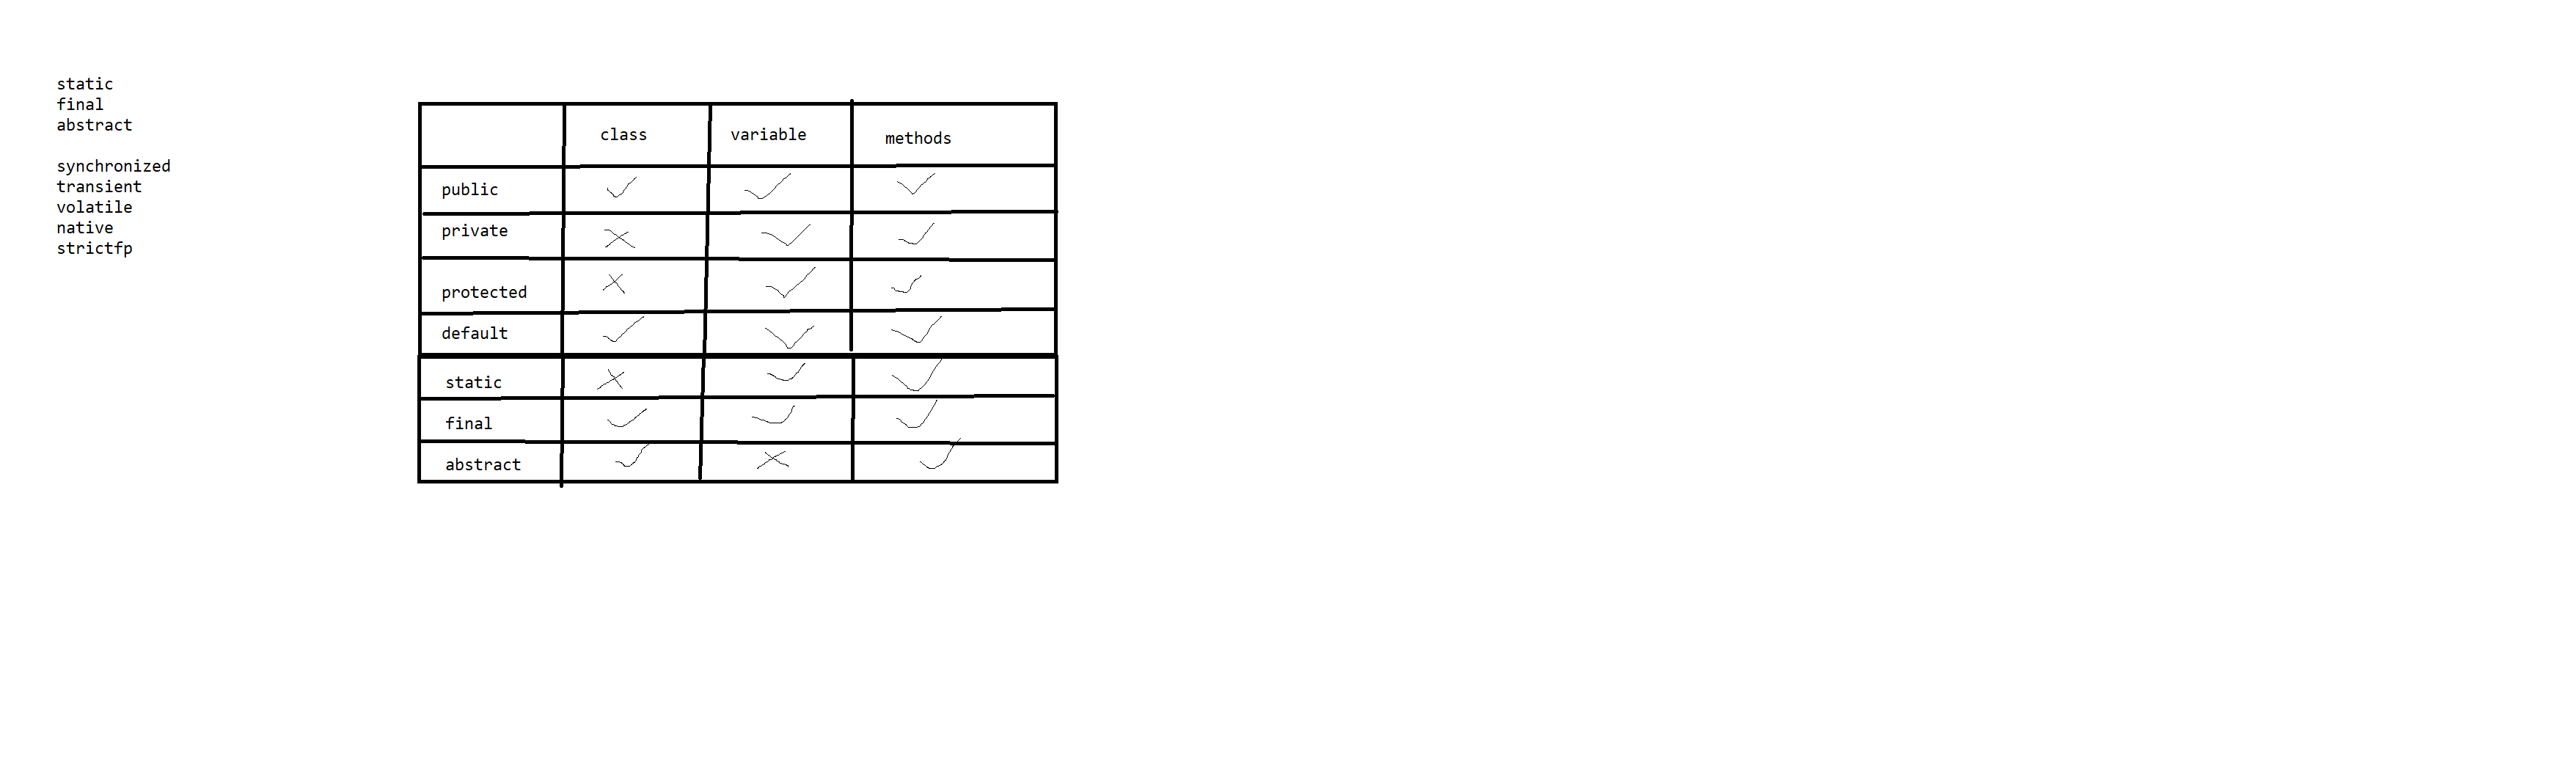 static
final
abstract
synchronized
transient
volatile
native
strictfp
class variable methods
public
private
protected
default
static
final
abstract